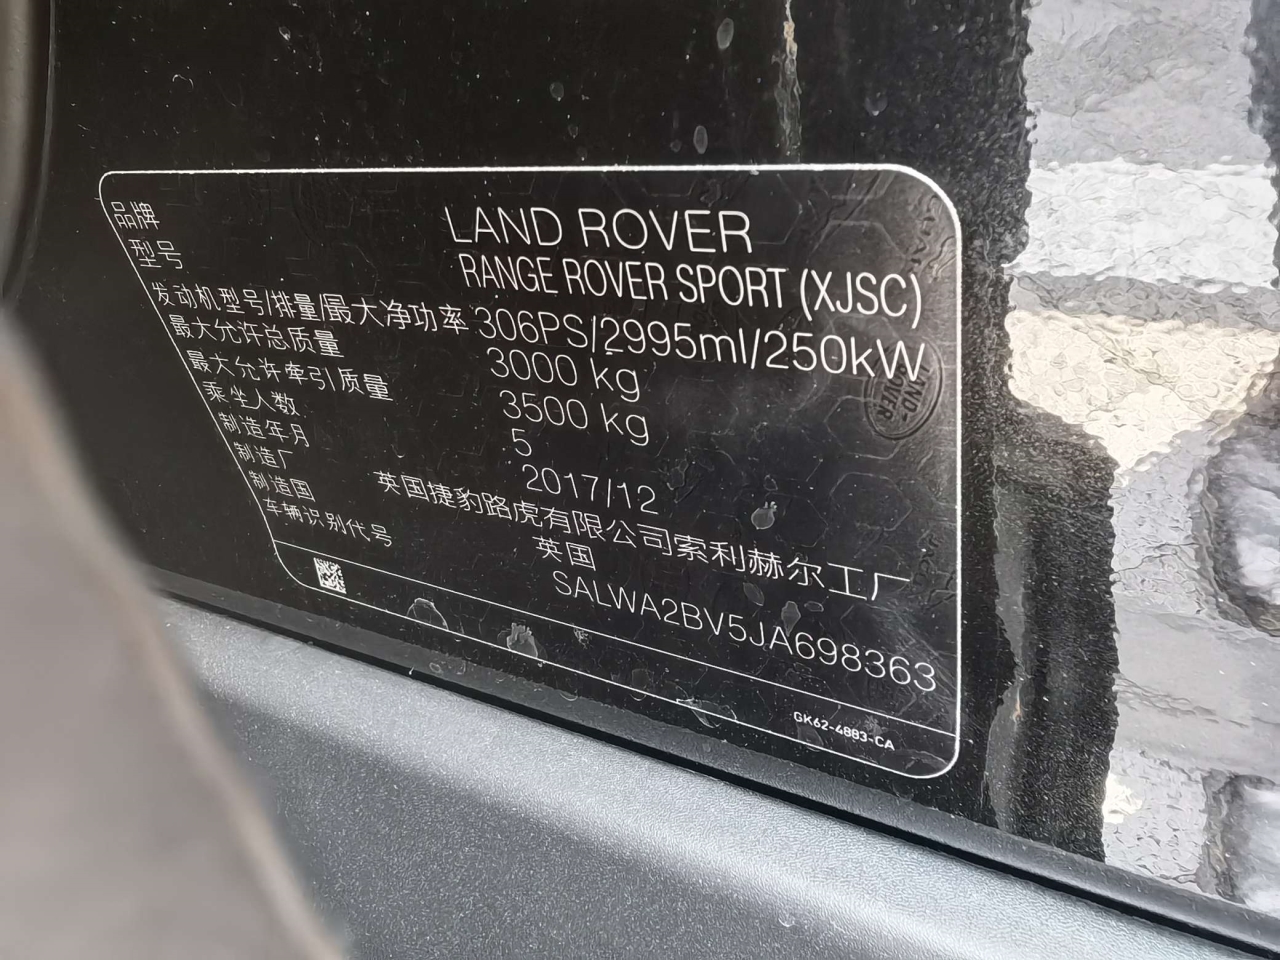 品牌 LAND ROVER
型号 RANGE ROVER SPORT (XJSC)
发动机型号/排量/最大净功率 306PS/2995ml/250kW
最大允许总质量 3000 kg
最大允许牵引质量 3500 kg
乘坐人数 5
制造年月 2017/12
制造厂 英国捷豹路虎有限公司索利赫尔工厂
制造国 英国
车辆识别代号 SALWA2BV5JA698363
GK62-4883-CA
LAND-
ROVER